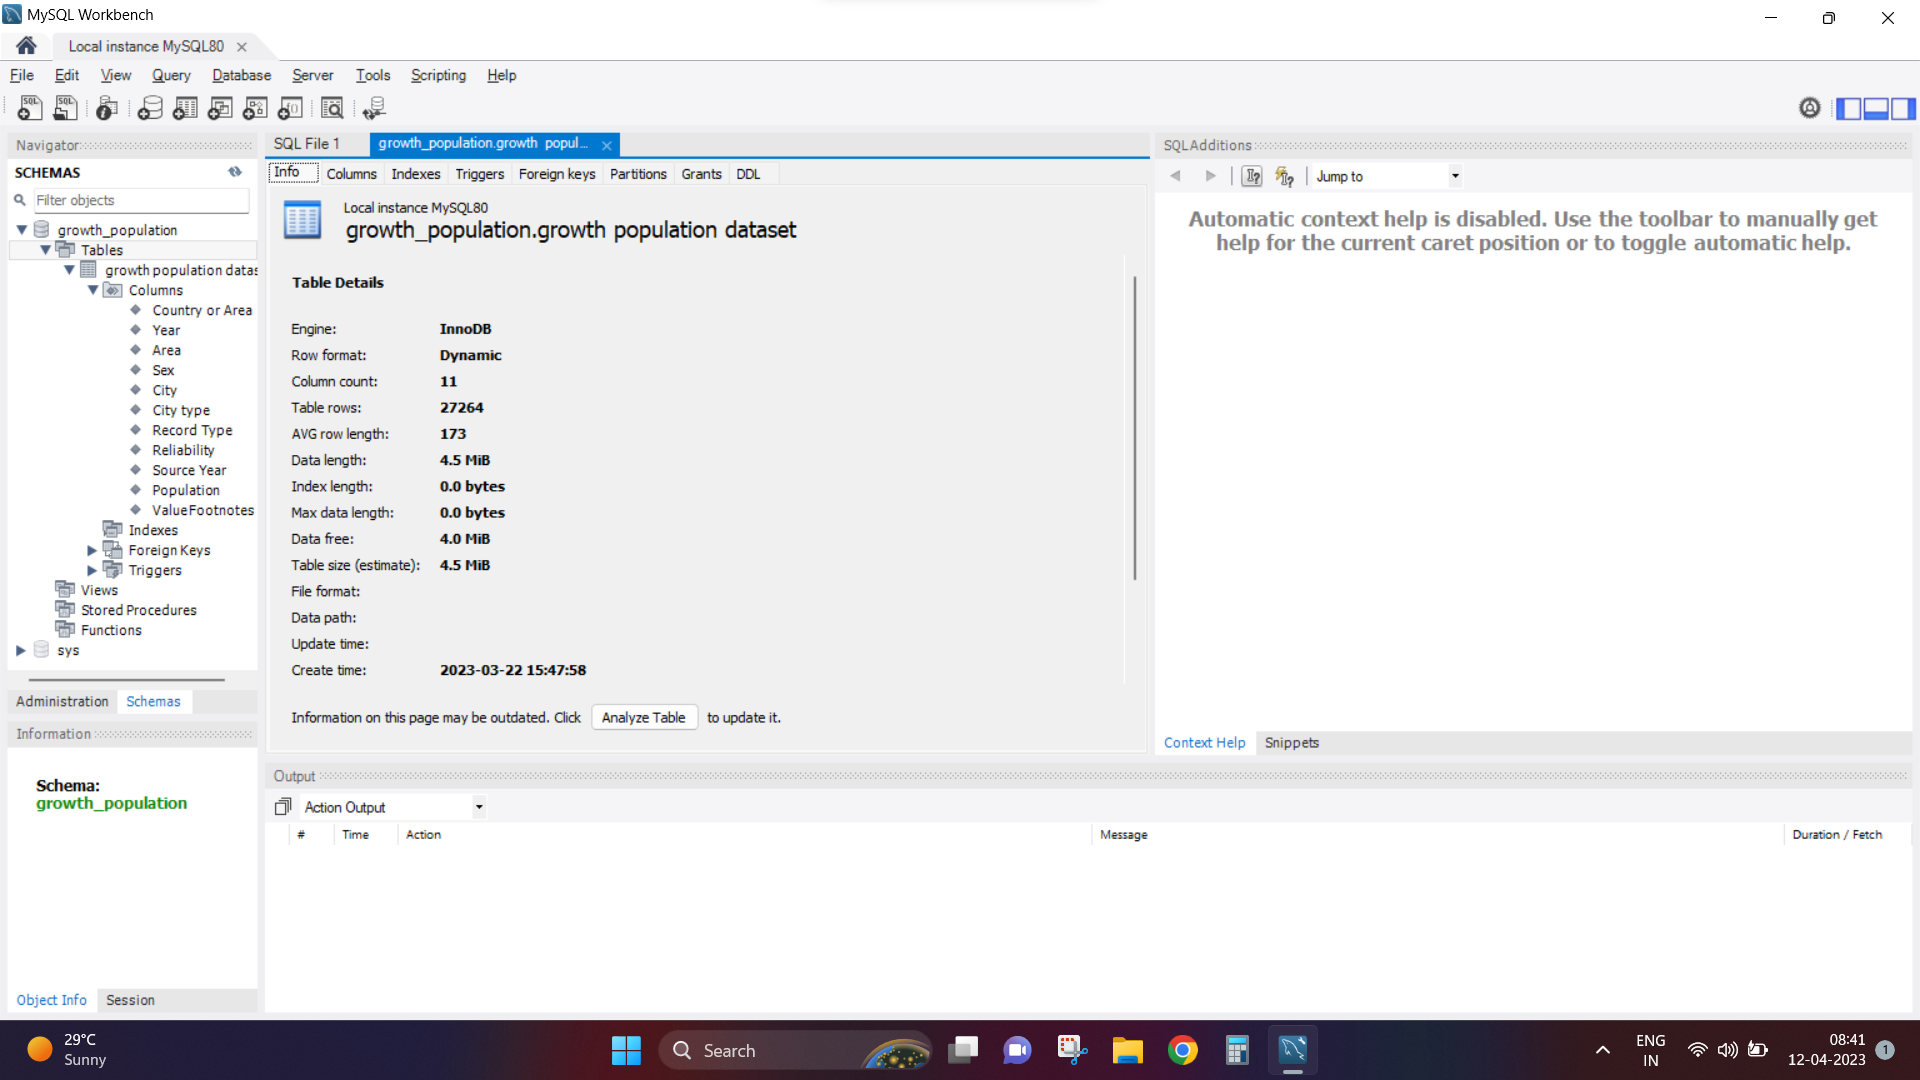 MySQL Workbench
Local instance MySQL80
File Edit View Query Database Server Tools Scripting Help
Navigator
SCHEMAS
Filter objects
growth_population
Tables
growth population datas
Columns
Country or Area
Year
Area
Sex
City
City type
Record Type
Reliability
Source Year
Population
ValueFootnotes
Indexes
Foreign Keys
Triggers
Views
Stored Procedures
Functions
sys
Administration Schemas
Information
Schema:
growth_population
Object Info Session
SQL File 1 growth_population.growth popul...
Info Columns Indexes Triggers Foreign keys Partitions Grants DDL
Local instance MySQL80
growth_population.growth population dataset
Table Details
Engine: InnoDB
Row format: Dynamic
Column count: 11
Table rows: 27264
AVG row length: 173
Data length: 4.5 MiB
Index length: 0.0 bytes
Max data length: 0.0 bytes
Data free: 4.0 MiB
Table size (estimate): 4.5 MiB
File format:
Data path:
Update time:
Create time: 2023-03-22 15:47:58
Information on this page may be outdated. Click Analyze Table to update it.
SQLAdditions
Jump to
Automatic context help is disabled. Use the toolbar to manually get
help for the current caret position or to toggle automatic help.
Context Help Snippets
Output
Action Output
# Time Action Message Duration / Fetch
29°C
Sunny
Search
ENG
IN
08:41
12-04-2023
1